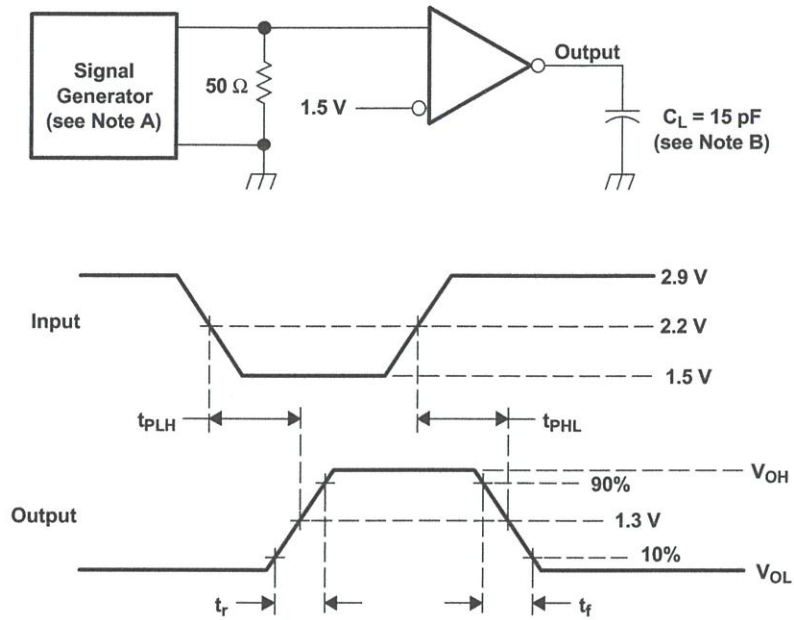 Signal
Generator
(see Note A)
50 Ω
1.5 V
Output
C_L = 15 pF
(see Note B)
Input
2.9 V
2.2 V
1.5 V
t_PLH
t_PHL
Output
V_OH
90%
1.3 V
10%
V_OL
t_r
t_f